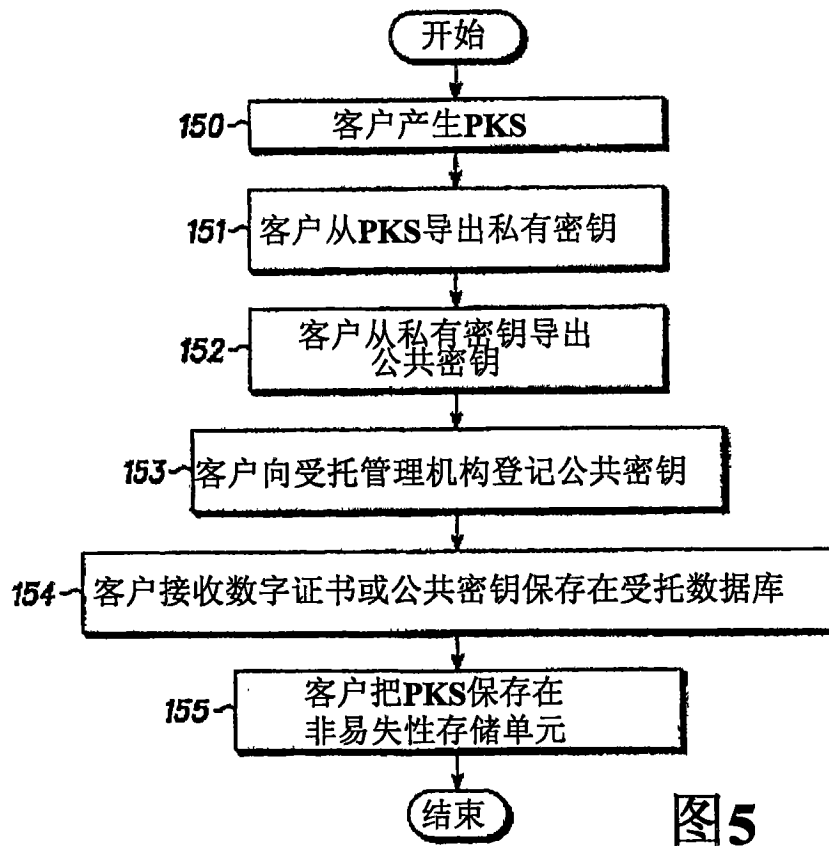 开始
150
客户产生PKS
151
客户从PKS导出私有密钥
152
客户从私有密钥导出
公共密钥
153
客户向受托管理机构登记公共密钥
154
客户接收数字证书或公共密钥保存在受托数据库
155
客户把PKS保存在
非易失性存储单元
结束
图5